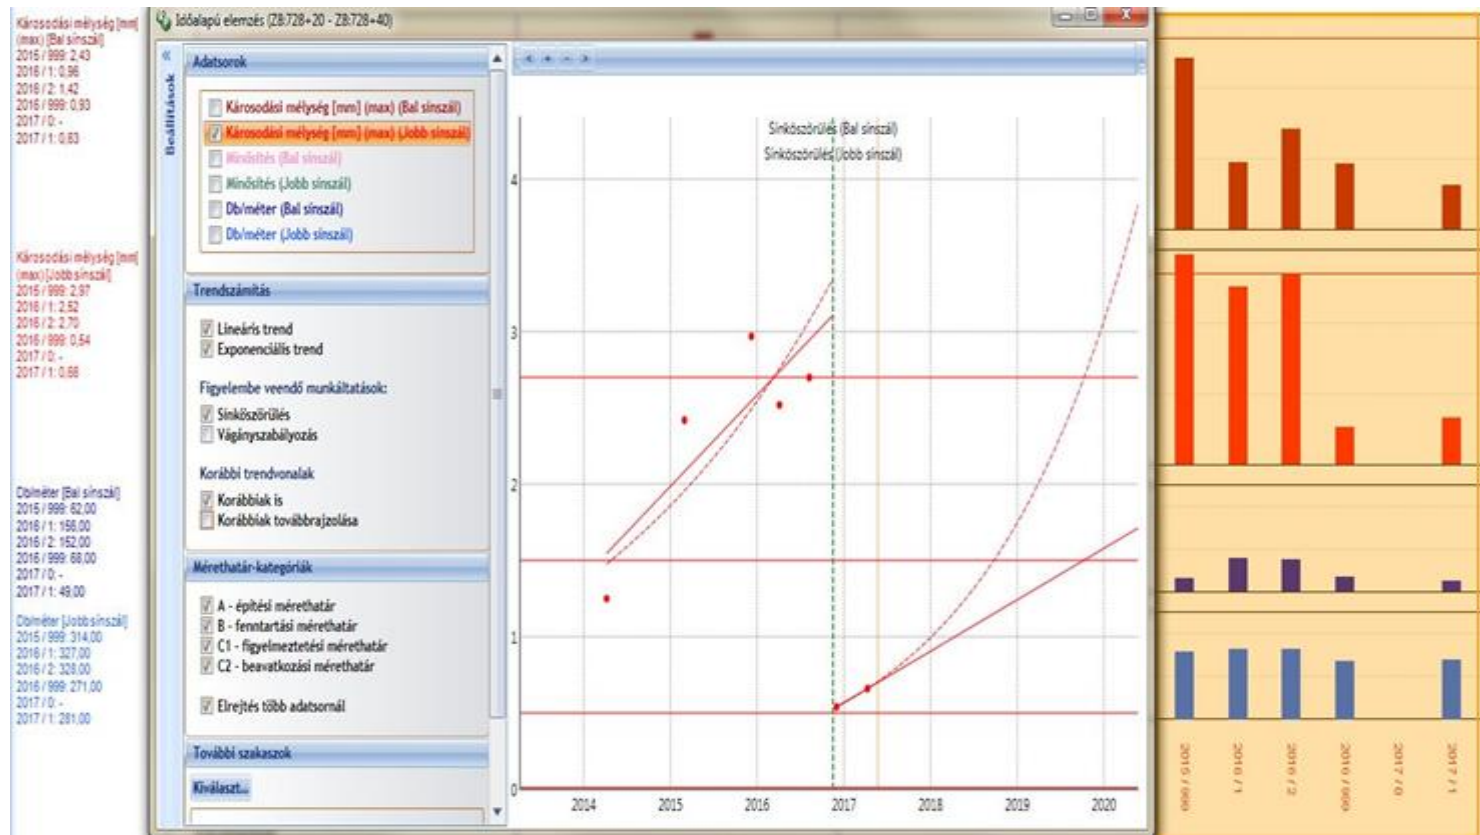 Károsodási mélység [mm]
(max) [Bal sínszál]
2015 / 999: 2,43
2016 / 1: 0,96
2016 / 2: 1,42
2016 / 999: 0,93
2017 / 0: -
2017 / 1: 0,63
Károsodási mélység [mm]
(max) [Jobb sínszál]
2015 / 999: 2,97
2016 / 1: 2,52
2016 / 2: 2,70
2016 / 999: 0,54
2017 / 0: -
2017 / 1: 0,66
Db/méter [Bal sínszál]
2015 / 999: 62,00
2016 / 1: 156,00
2016 / 2: 152,00
2016 / 999: 68,00
2017 / 0: -
2017 / 1: 49,00
Db/méter [Jobb sínszál]
2015 / 999: 314,00
2016 / 1: 327,00
2016 / 2: 328,00
2016 / 999: 271,00
2017 / 0: -
2017 / 1: 281,00
Időalapú elemzés (ZB:728+20 - ZB:728+40)
Beállítások
Adatsorok
Károsodási mélység [mm] (max) (Bal sínszál)
Károsodási mélység [mm] (max) (Jobb sínszál)
Minősítés (Bal sínszál)
Minősítés (Jobb sínszál)
Db/méter (Bal sínszál)
Db/méter (Jobb sínszál)
Trendszámítás
Lineáris trend
Exponenciális trend
Figyelembe veendő munkáltatások:
Sínköszörülés
Vágányszabályozás
Korábbi trendvonalak
Korábbiak is
Korábbiak továbbrajzolása
Mérethatár-kategóriák
A - építési mérethatár
B - fenntartási mérethatár
C1 - figyelmeztetési mérethatár
C2 - beavatkozási mérethatár
Elrejtés több adatsornál
További szakaszok
Kiválaszt...
Sínköszörülés (Bal sínszál)
Sínköszörülés (Jobb sínszál)
4
3
2
1
0
2014 2015 2016 2017 2018 2019 2020
2015 / 999
2016 / 1
2016 / 2
2016 / 999
2017 / 0
2017 / 1